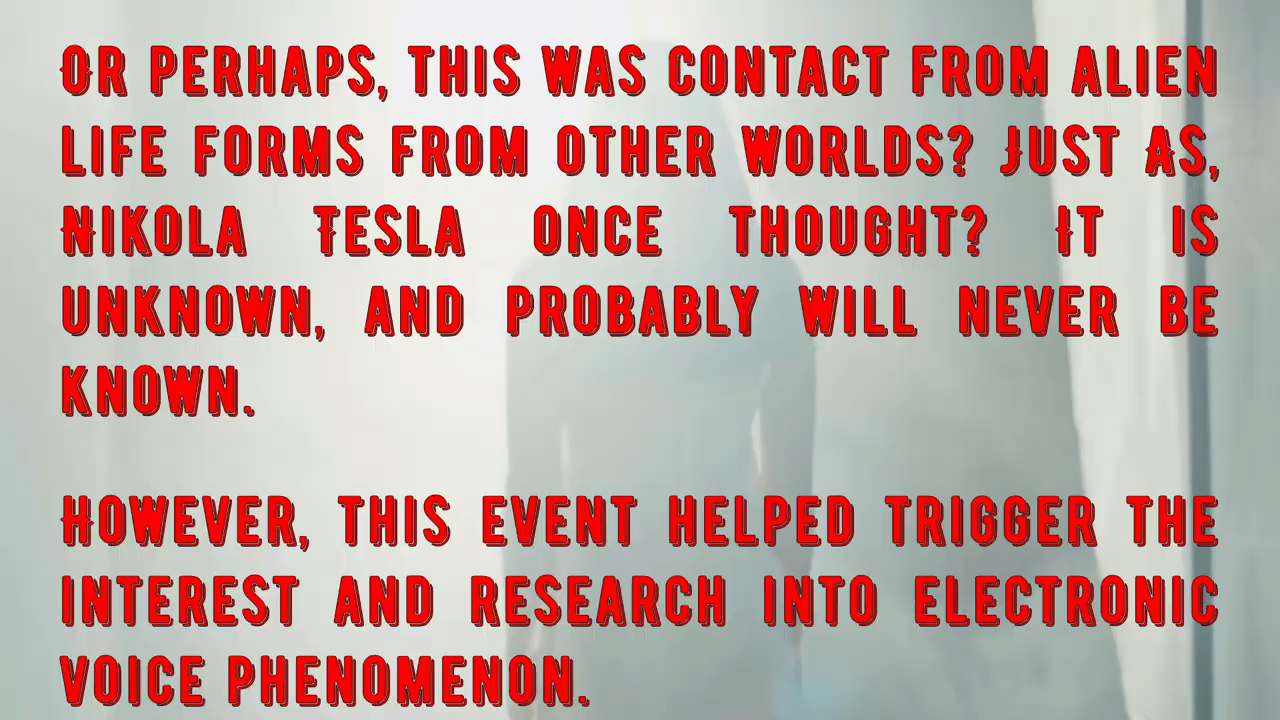 Or perhaps, this was contact from alien
life forms from other worlds? Just As,
Nikola Tesla once thought? It is
unknown, and probably will never be
known.
However, this event helped trigger the
interest and research into electronic
voice phenomenon.